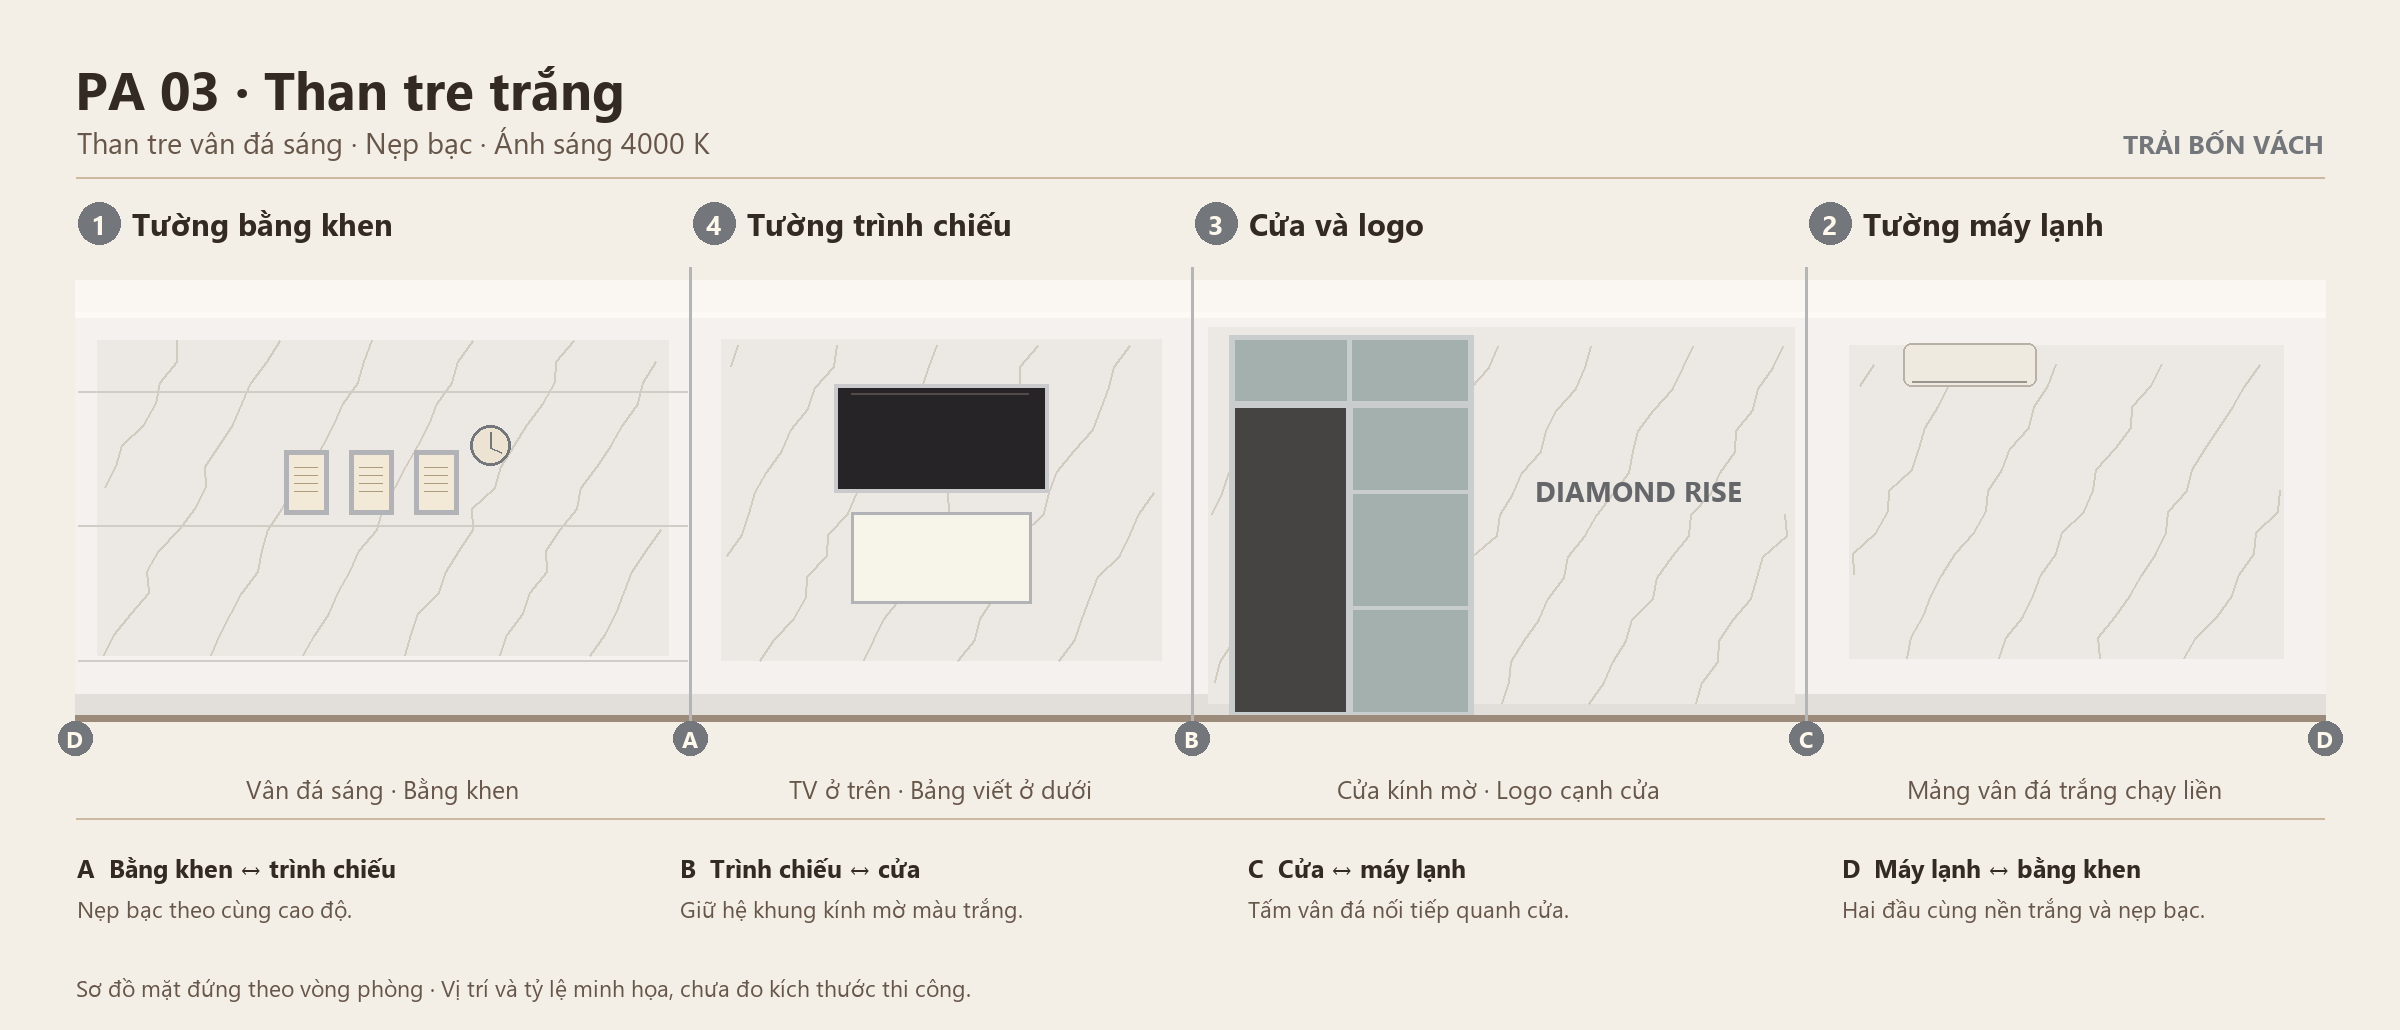 PA 03 · Than tre trắng
Than tre vân đá sáng · Nẹp bạc · Ánh sáng 4000 K
TRẢI BỐN VÁCH
1 Tường bằng khen
4 Tường trình chiếu
3 Cửa và logo
2 Tường máy lạnh
DIAMOND RISE
D
A
B
C
D
Vân đá sáng · Bằng khen
TV ở trên · Bảng viết ở dưới
Cửa kính mờ · Logo cạnh cửa
Mảng vân đá trắng chạy liền
A Bằng khen ↔ trình chiếu
Nẹp bạc theo cùng cao độ.
B Trình chiếu ↔ cửa
Giữ hệ khung kính mờ màu trắng.
C Cửa ↔ máy lạnh
Tấm vân đá nối tiếp quanh cửa.
D Máy lạnh ↔ bằng khen
Hai đầu cùng nền trắng và nẹp bạc.
Sơ đồ mặt đứng theo vòng phòng · Vị trí và tỷ lệ minh họa, chưa đo kích thước thi công.